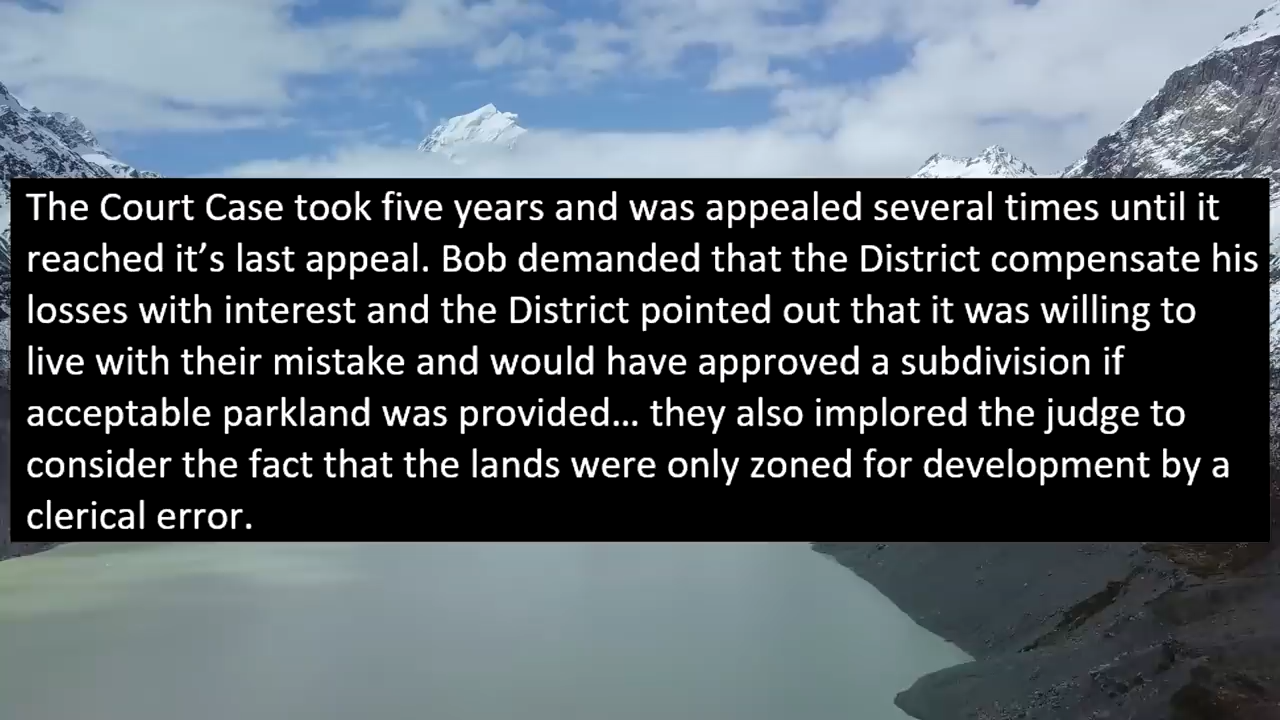 The Court Case took five years and was appealed several times until it
reached it’s last appeal. Bob demanded that the District compensate his
losses with interest and the District pointed out that it was willing to
live with their mistake and would have approved a subdivision if
acceptable parkland was provided… they also implored the judge to
consider the fact that the lands were only zoned for development by a
clerical error.